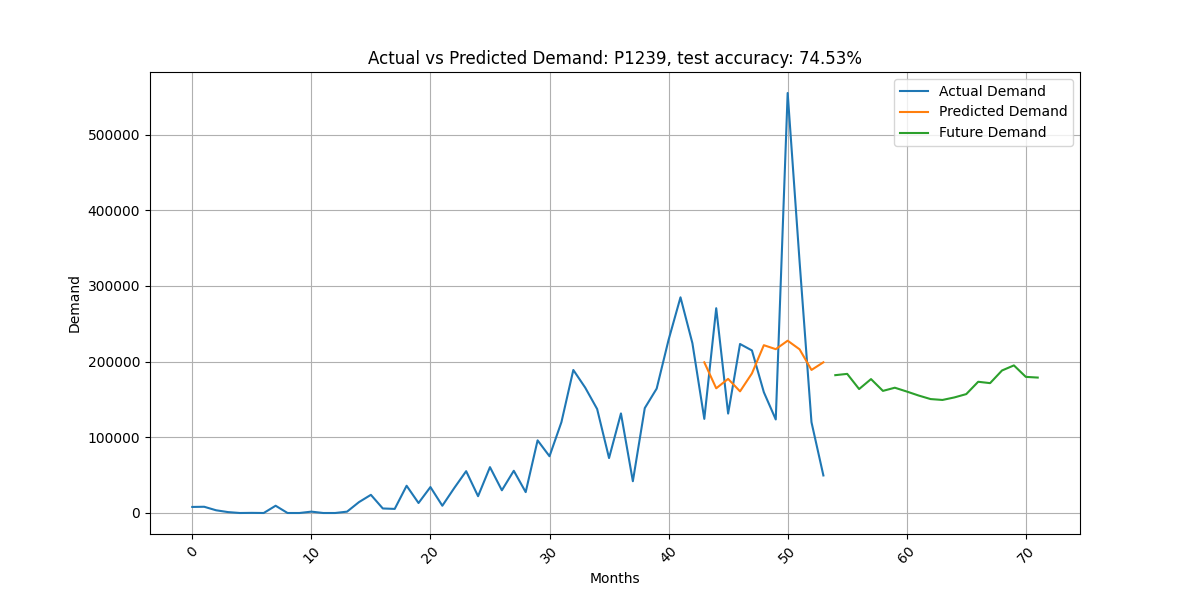 Actual vs Predicted Demand: P1239, test accuracy: 74.53%
Actual Demand
Predicted Demand
Future Demand
500000
400000
300000
200000
100000
0
Demand
0 10 20 30 40 50 60 70
Months